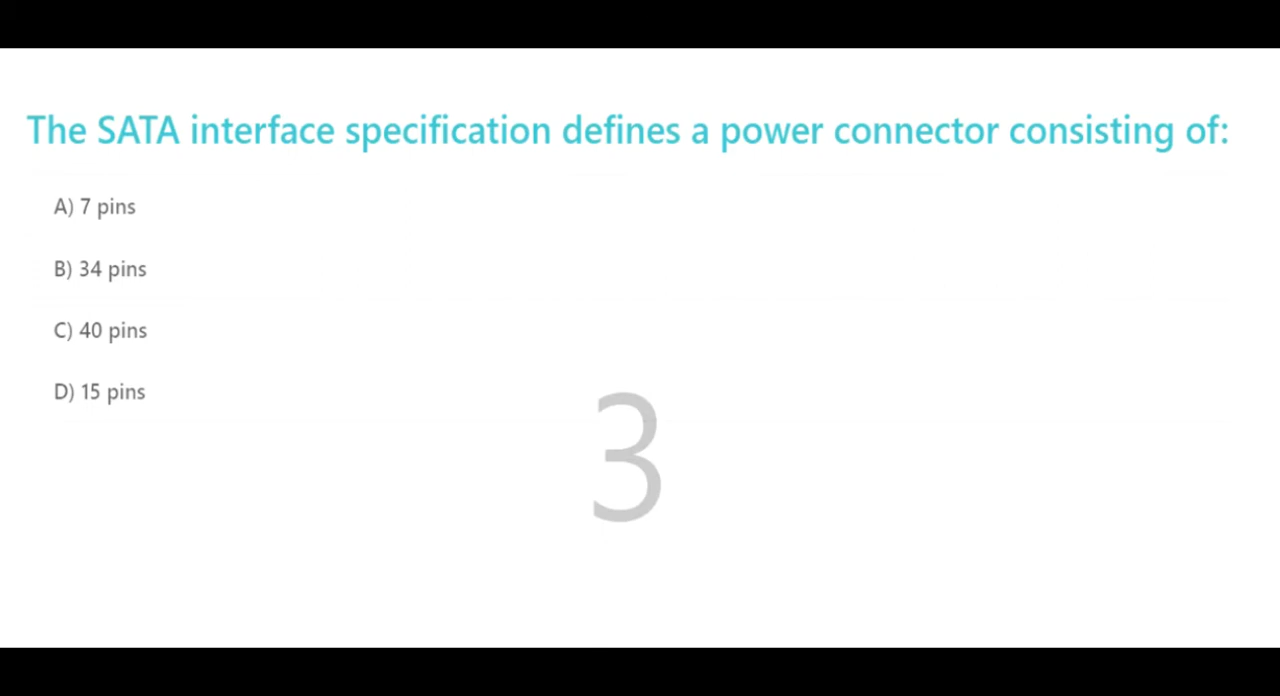 The SATA interface specification defines a power connector consisting of:
A) 7 pins
B) 34 pins
C) 40 pins
D) 15 pins
3